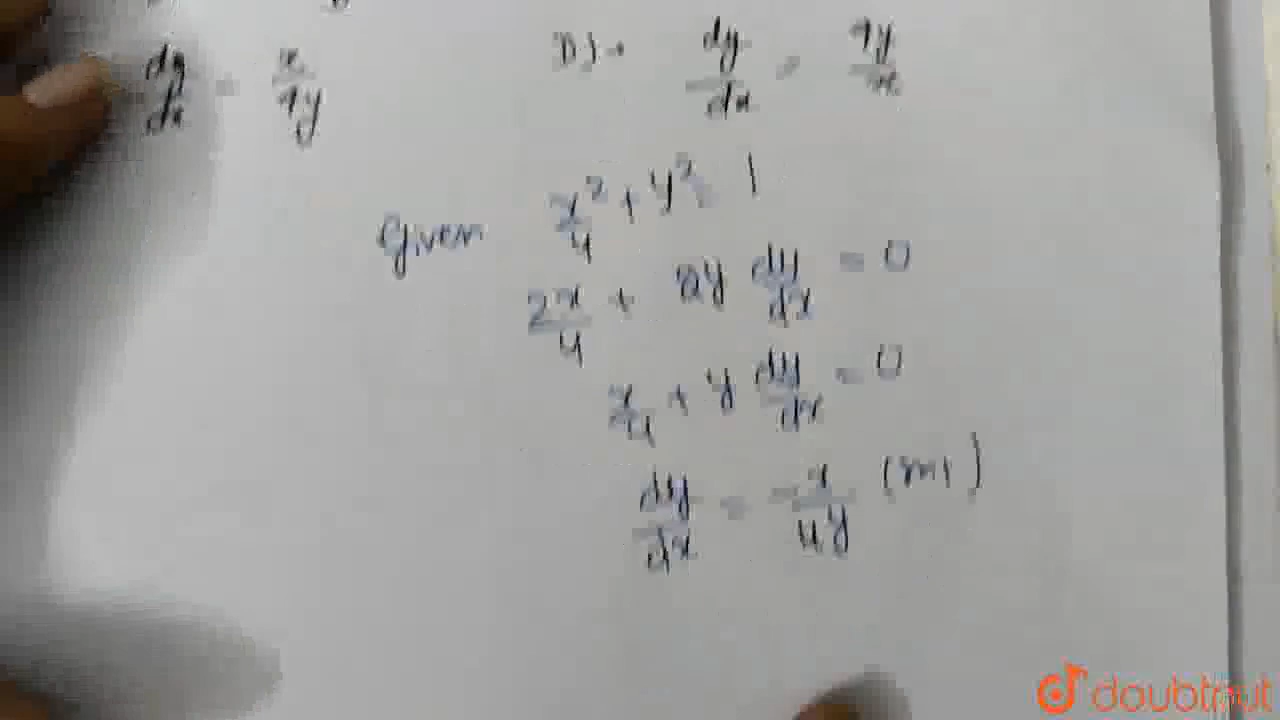 dy/dx = x/4y D) → dy/dx = 4y/x
Given x²/4 + y² = 1
2x/4 + 2y dy/dx = 0
x/4 + y dy/dx = 0
dy/dx = -x/4y
doubtnut